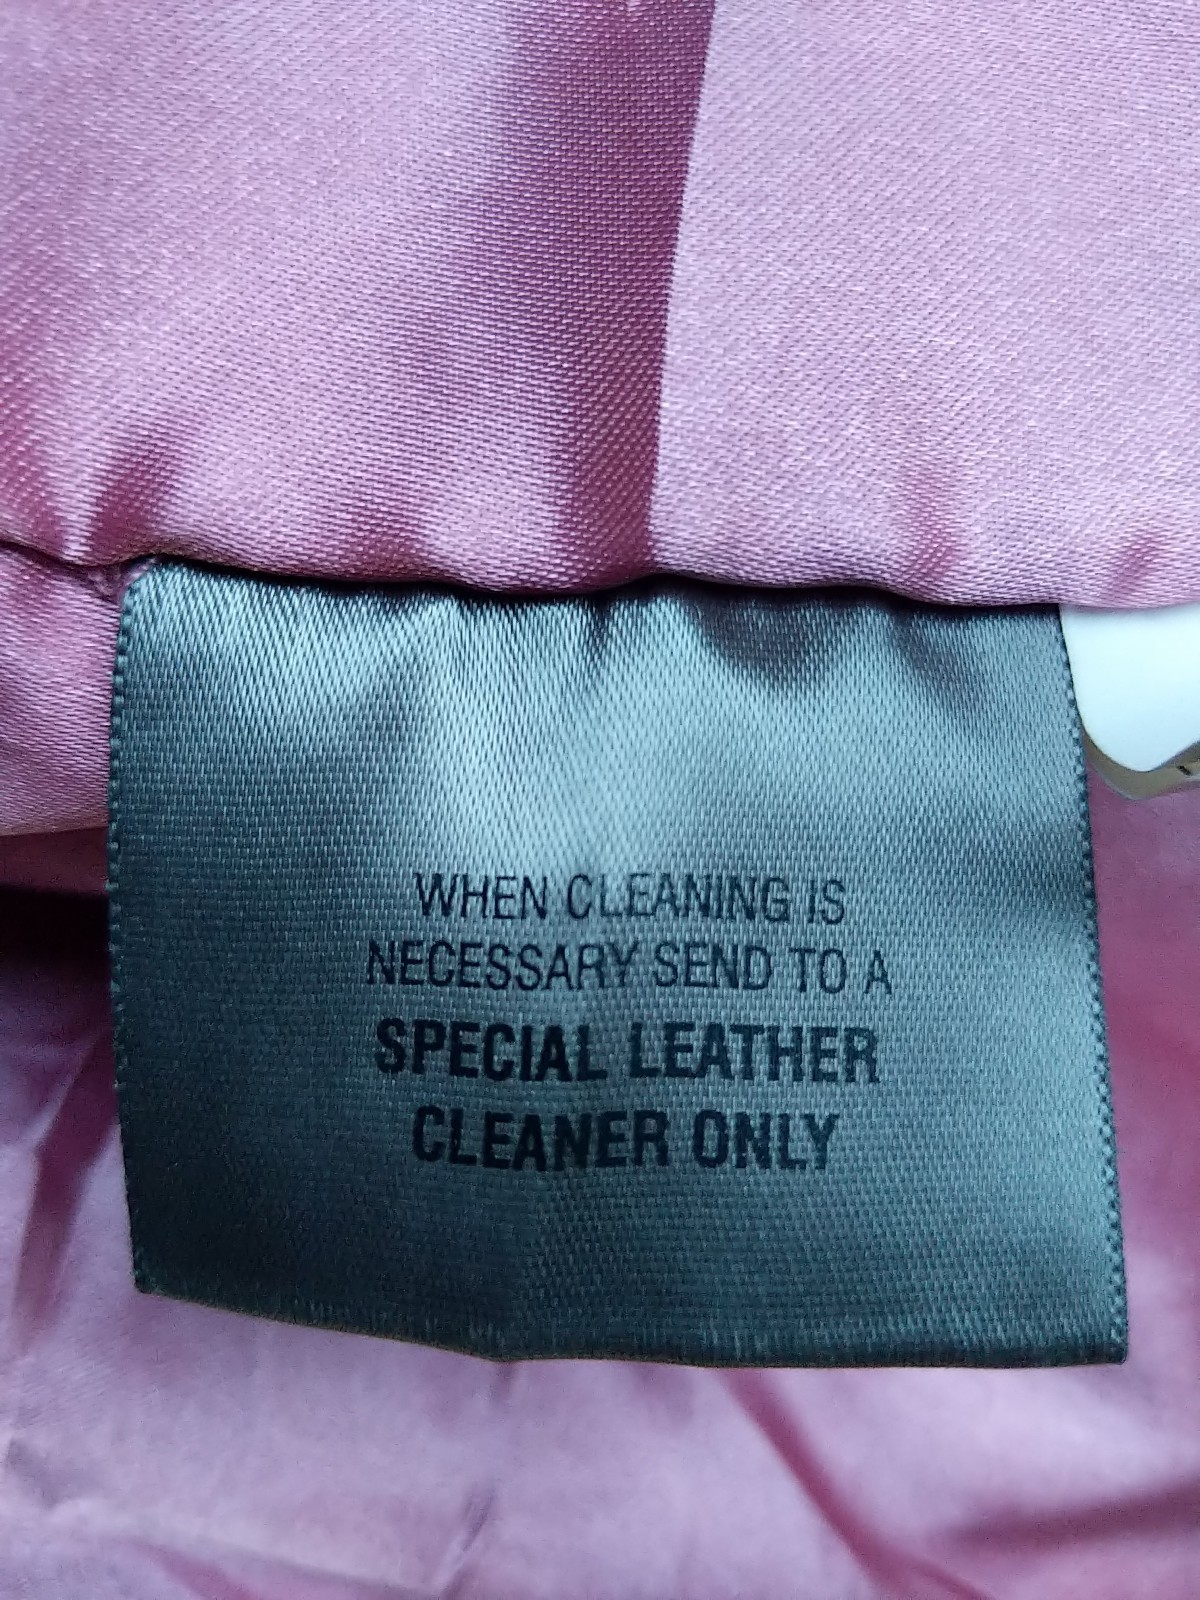 WHEN CLEANING IS
NECESSARY SEND TO A
SPECIAL LEATHER
CLEANER ONLY